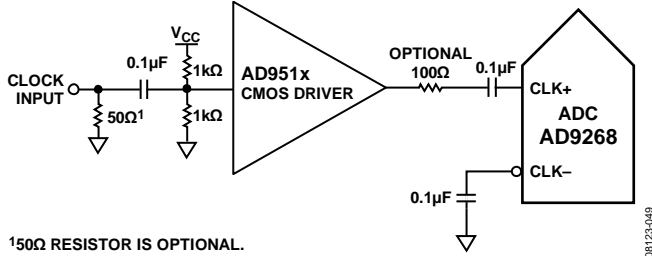 VCC
0.1µF
1kΩ
CLOCK
INPUT
50Ω1
1kΩ
AD951x
CMOS DRIVER
OPTIONAL
100Ω
0.1µF
CLK+
ADC
AD9268
CLK–
0.1µF
150Ω RESISTOR IS OPTIONAL.
08123-049